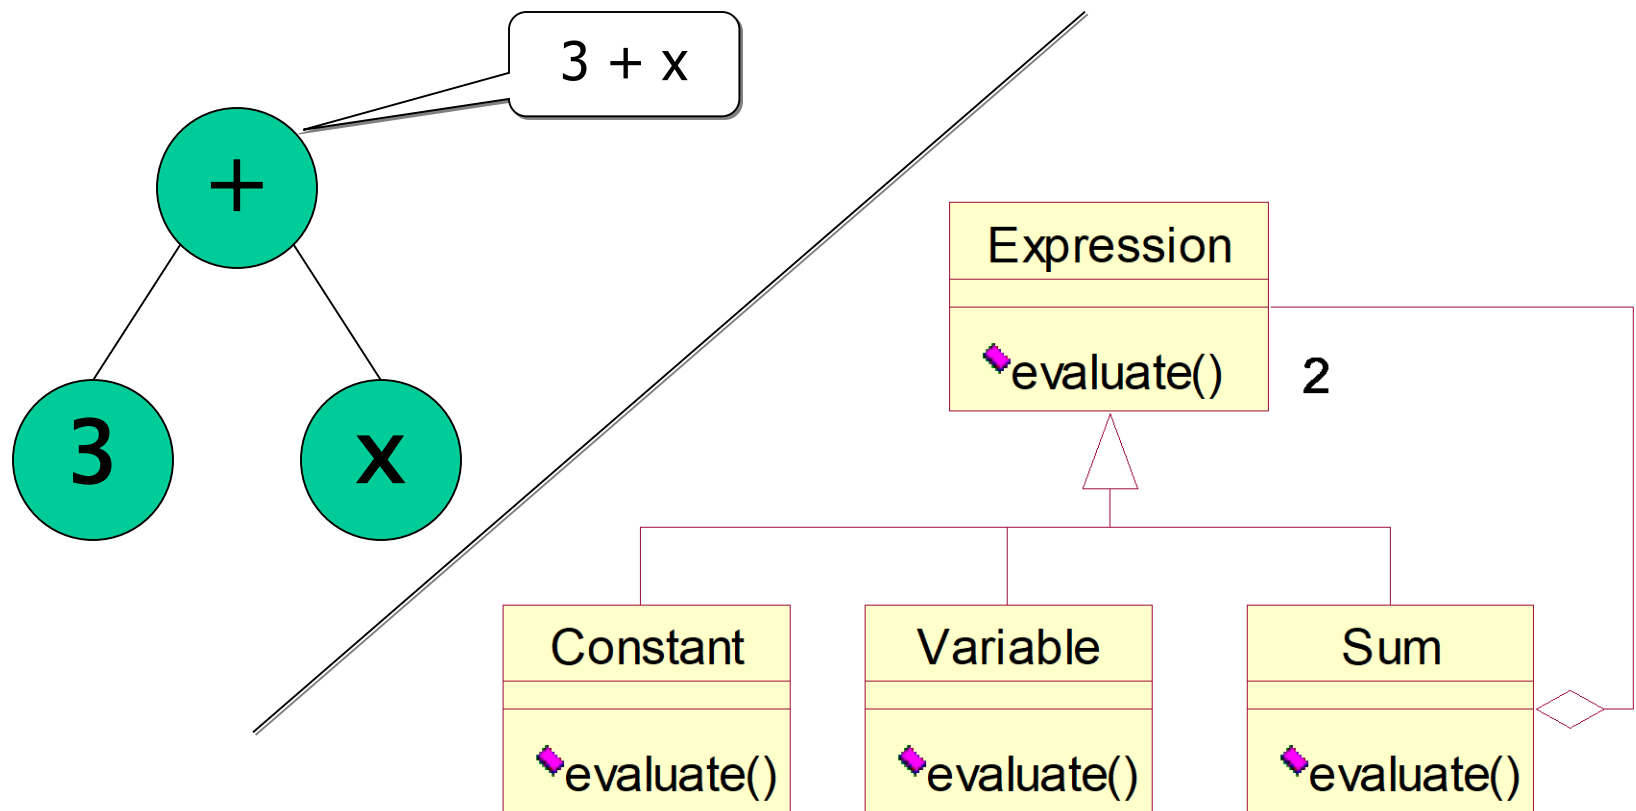 3 + x
+
3
x
Expression
evaluate()
2
Constant
evaluate()
Variable
evaluate()
Sum
evaluate()